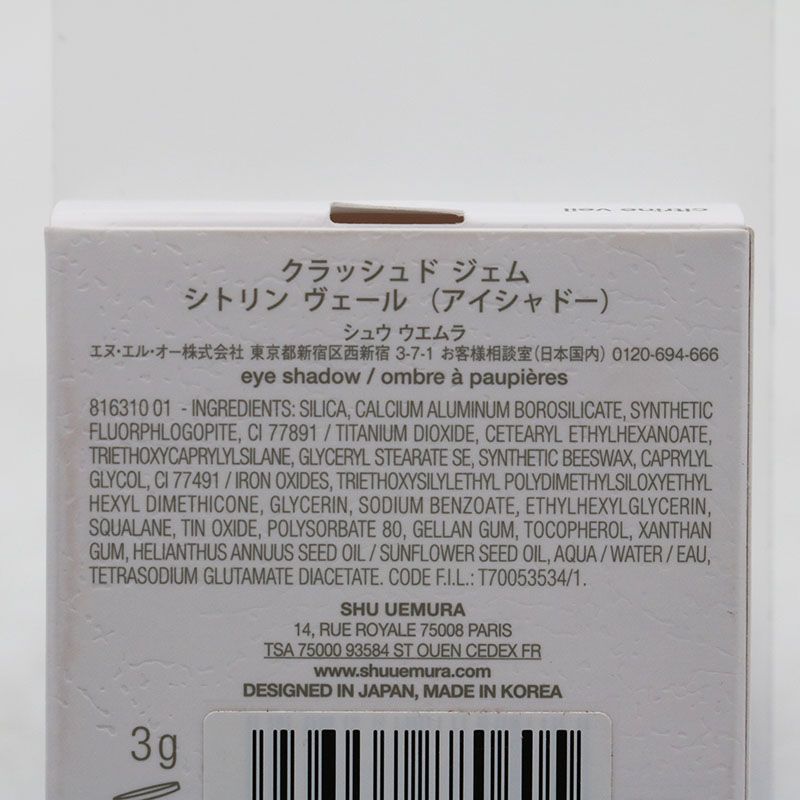 citrine veil
クラッシュド ジェム
シトリン ヴェール (アイシャドー)
シュウ ウエムラ
エヌ・エル・オー株式会社 東京都新宿区西新宿 3-7-1 お客様相談室(日本国内) 0120-694-666
eye shadow / ombre à paupières
816310 01 - INGREDIENTS: SILICA, CALCIUM ALUMINUM BOROSILICATE, SYNTHETIC
FLUORPHLOGOPITE, CI 77891 / TITANIUM DIOXIDE, CETEARYL ETHYLHEXANOATE,
TRIETHOXYCAPRYLYLSILANE, GLYCERYL STEARATE SE, SYNTHETIC BEESWAX, CAPRYLYL
GLYCOL, CI 77491 / IRON OXIDES, TRIETHOXYSILYLETHYL POLYDIMETHYLSILOXYETHYL
HEXYL DIMETHICONE, GLYCERIN, SODIUM BENZOATE, ETHYLHEXYLGLYCERIN,
SQUALANE, TIN OXIDE, POLYSORBATE 80, GELLAN GUM, TOCOPHEROL, XANTHAN
GUM, HELIANTHUS ANNUUS SEED OIL / SUNFLOWER SEED OIL, AQUA / WATER / EAU,
TETRASODIUM GLUTAMATE DIACETATE. CODE F.I.L.: T70053534/1.
SHU UEMURA
14, RUE ROYALE 75008 PARIS
TSA 75000 93584 ST OUEN CEDEX FR
www.shuuemura.com
DESIGNED IN JAPAN, MADE IN KOREA
3g